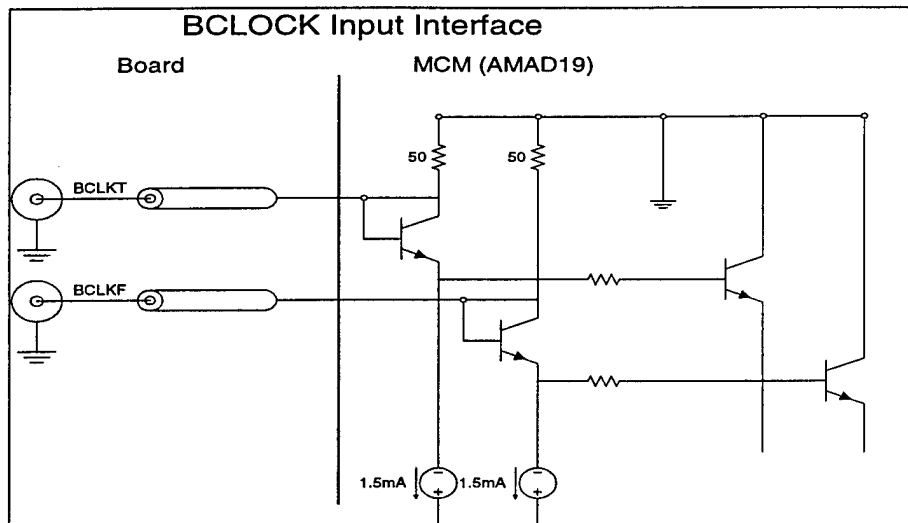 BCLOCK Input Interface
Board
MCM (AMAD19)
50
50
BCLKT
BCLKF
1.5mA
1.5mA